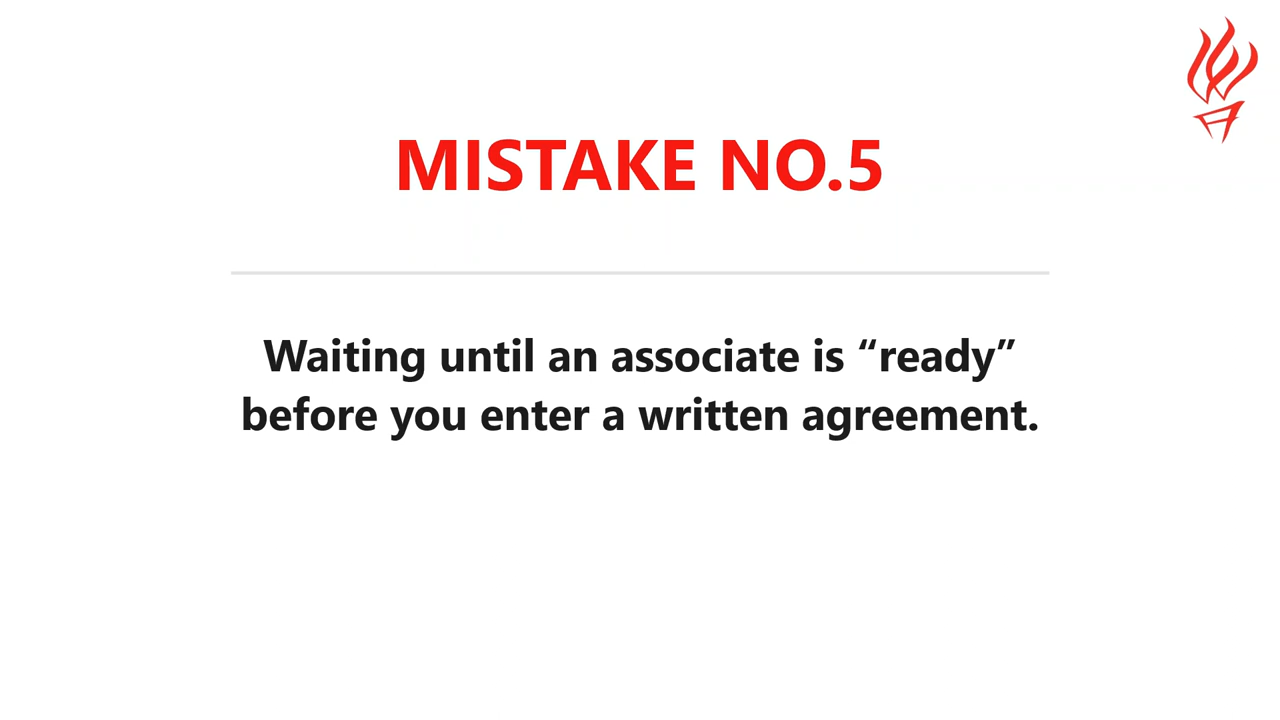 MISTAKE NO.5
Waiting until an associate is “ready”
before you enter a written agreement.